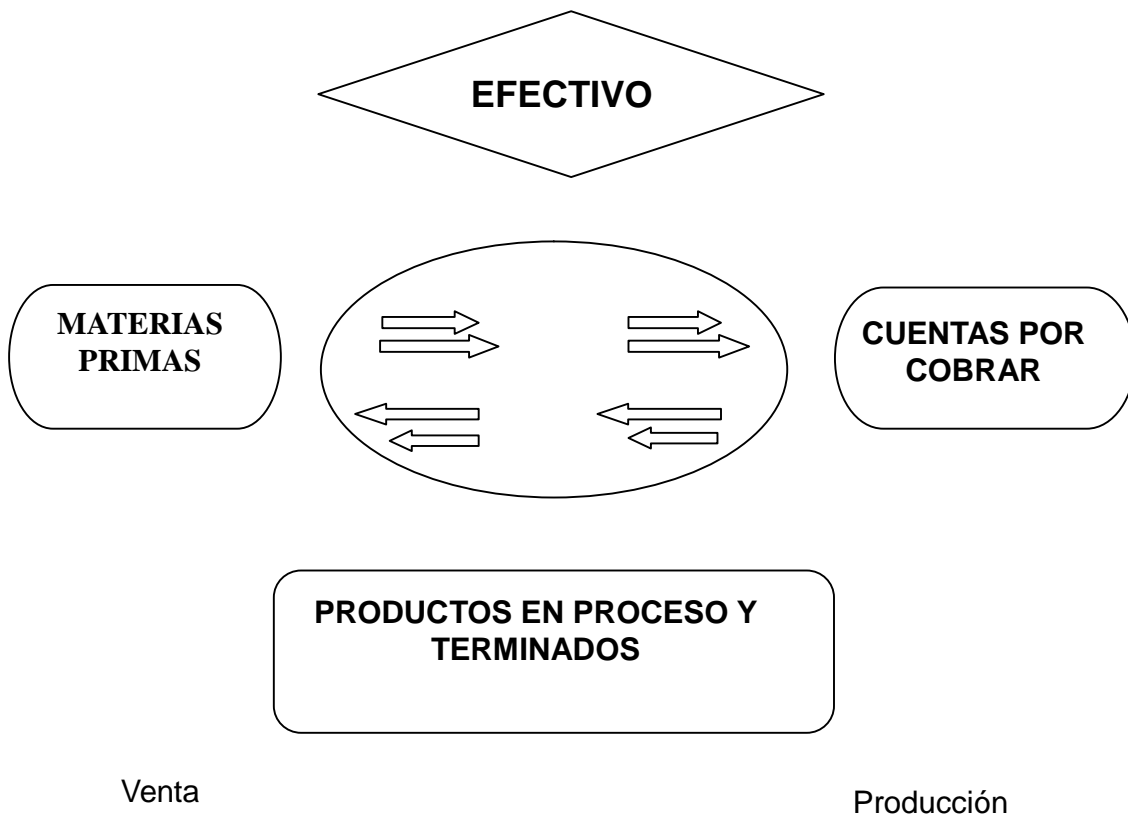 EFECTIVO
MATERIAS
PRIMAS
CUENTAS POR
COBRAR
PRODUCTOS EN PROCESO Y
TERMINADOS
Venta
Producción